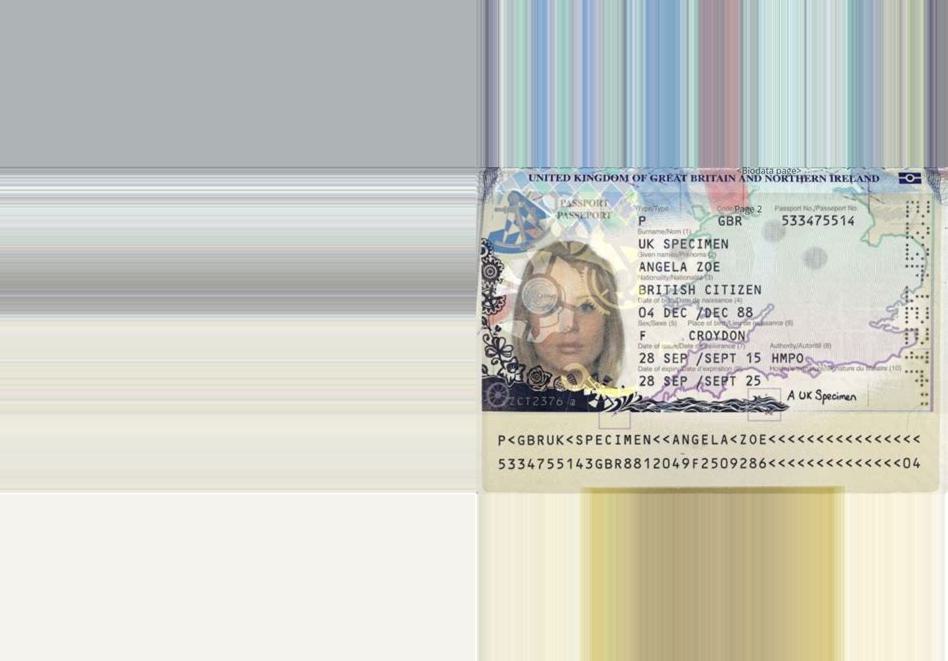 <Biodata page>
UNITED KINGDOM OF GREAT BRITAIN AND NORTHERN IRELAND
PASSPORT
PASSEPORT
Type/Type Code/ Page 2 Passport No./Passeport No.
P GBR 533475514
Surname/Nom (1)
UK SPECIMEN
Given names/Prénoms (2)
ANGELA ZOE
Nationality/Nationalité (3)
BRITISH CITIZEN
Date of birth/Date de naissance (4)
04 DEC /DEC 88
Sex/Sexe (5) Place of birth/Lieu de naissance (6)
F CROYDON
Date of issue/Date de délivrance (7) Authority/Autorité (8)
28 SEP /SEPT 15 HMPO
Date of expiry/Date d'expiration (9) Holder's signature/Signature du titulaire (10)
28 SEP /SEPT 25
A UK Specimen
P<GBRUK<SPECIMEN<<ANGELA<ZOE<<<<<<<<<<<<<<<<
5334755143GBR8812049F2509286<<<<<<<<<<<<<<04